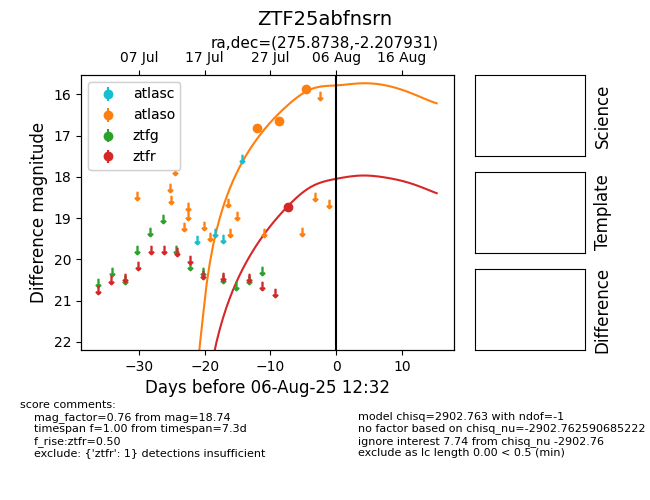 ZTF25abfnsrn
ra,dec=(275.8738,-2.207931)
07 Jul 17 Jul 27 Jul 06 Aug 16 Aug
atlasc
atlaso
ztfg
ztfr
16
17
18
19
20
21
22
Difference magnitude
−30 −20 −10 0 10
Days before 06-Aug-25 12:32
Science
Template
Difference
score comments:
mag_factor=0.76 from mag=18.74
timespan f=1.00 from timespan=7.3d
f_rise:ztfr=0.50
exclude: {'ztfr': 1} detections insufficient
model chisq=2902.763 with ndof=-1
no factor based on chisq_nu=-2902.762590685222
ignore interest 7.74 from chisq_nu -2902.76
exclude as lc length 0.00 < 0.5 (min)